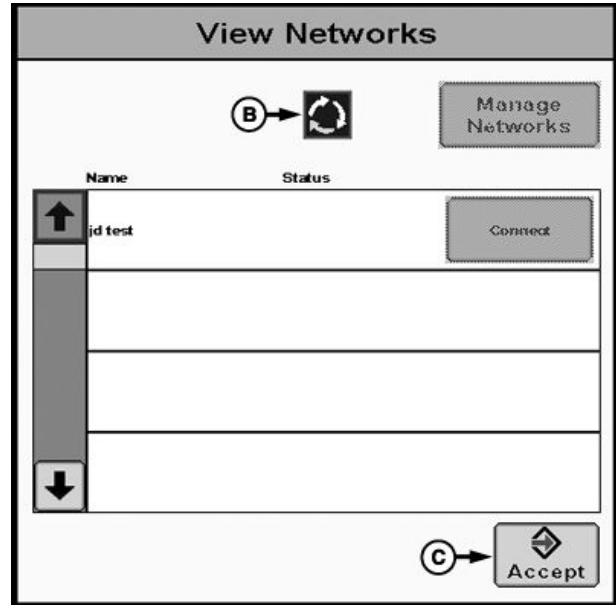 View Networks
B
Manage
Networks
Name Status
jd test
Connect
C
Accept